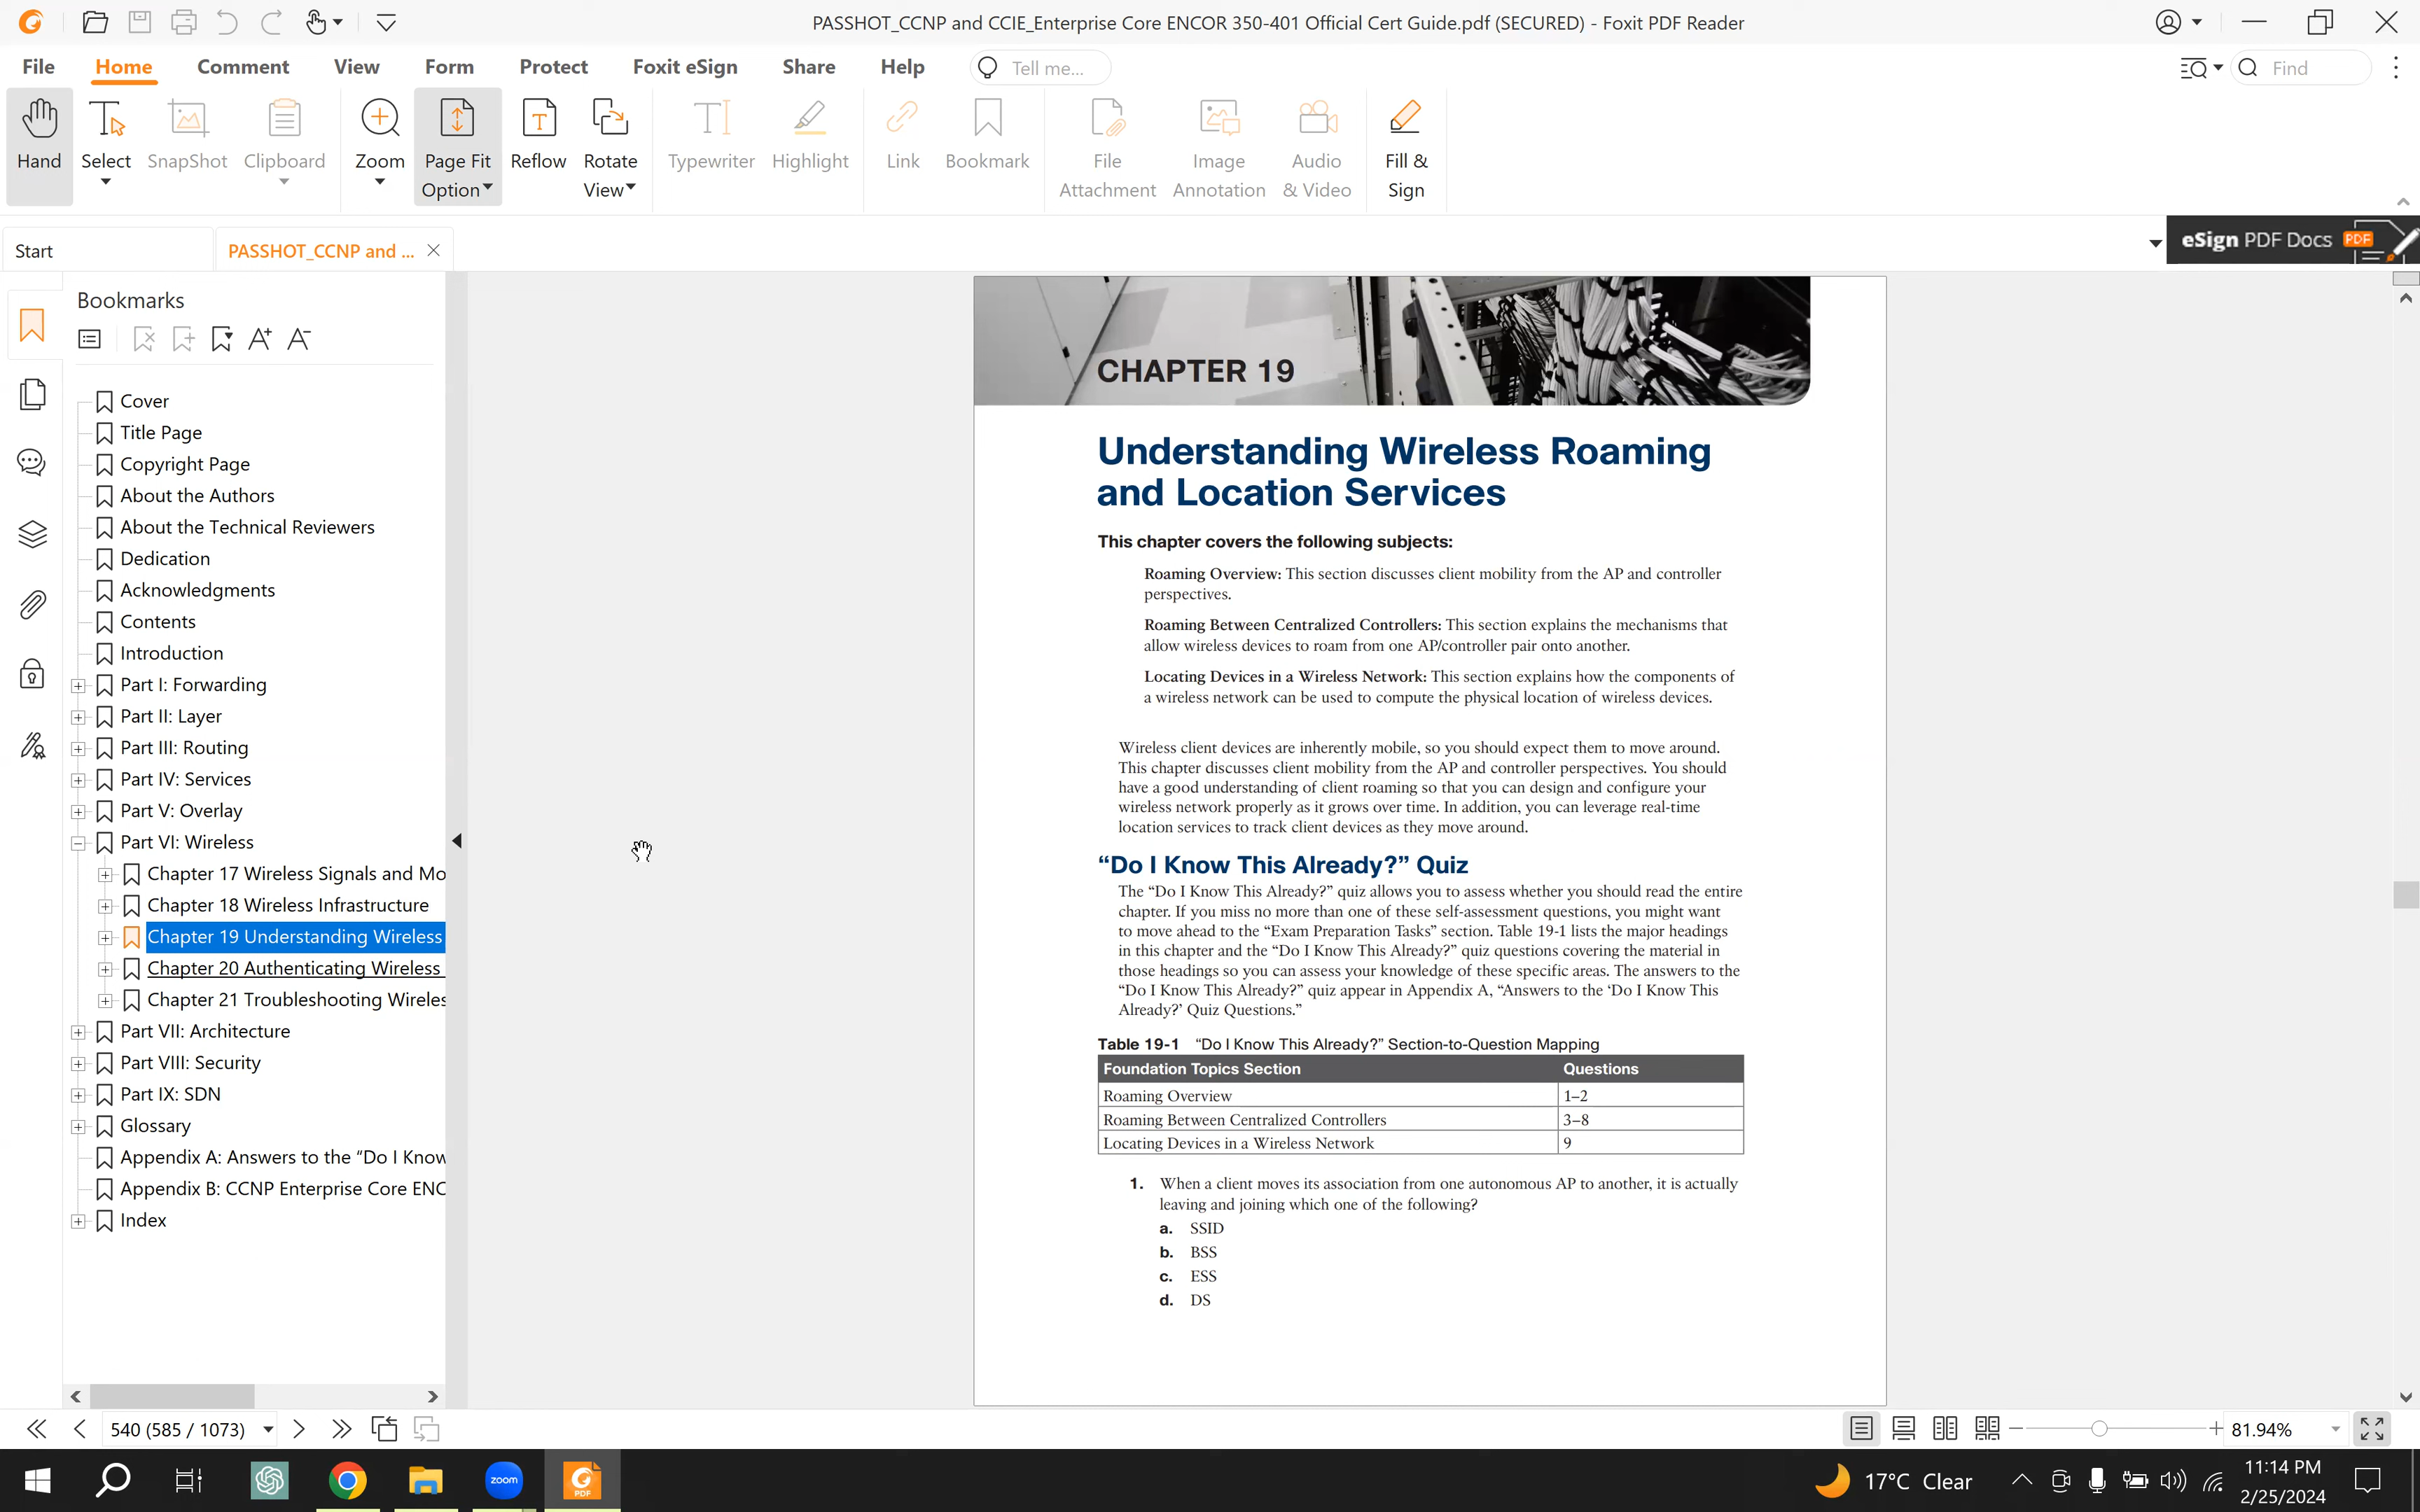 PASSHOT_CCNP and CCIE_Enterprise Core ENCOR 350-401 Official Cert Guide.pdf (SECURED) - Foxit PDF Reader
File Home Comment View Form Protect Foxit eSign Share Help Tell me... Find
Hand Select SnapShot Clipboard Zoom Page Fit Option Reflow Rotate View Typewriter Highlight Link Bookmark File Attachment Image Annotation Audio & Video Fill & Sign
Start PASSHOT_CCNP and ... eSign PDF Docs PDF
Bookmarks
Cover
Title Page
Copyright Page
About the Authors
About the Technical Reviewers
Dedication
Acknowledgments
Contents
Introduction
Part I: Forwarding
Part II: Layer
Part III: Routing
Part IV: Services
Part V: Overlay
Part VI: Wireless
Chapter 17 Wireless Signals and Mo
Chapter 18 Wireless Infrastructure
Chapter 19 Understanding Wireless
Chapter 20 Authenticating Wireless
Chapter 21 Troubleshooting Wireles
Part VII: Architecture
Part VIII: Security
Part IX: SDN
Glossary
Appendix A: Answers to the “Do I Know
Appendix B: CCNP Enterprise Core ENC
Index
CHAPTER 19
Understanding Wireless Roaming
and Location Services
This chapter covers the following subjects:
Roaming Overview: This section discusses client mobility from the AP and controller
perspectives.
Roaming Between Centralized Controllers: This section explains the mechanisms that
allow wireless devices to roam from one AP/controller pair onto another.
Locating Devices in a Wireless Network: This section explains how the components of
a wireless network can be used to compute the physical location of wireless devices.
Wireless client devices are inherently mobile, so you should expect them to move around.
This chapter discusses client mobility from the AP and controller perspectives. You should
have a good understanding of client roaming so that you can design and configure your
wireless network properly as it grows over time. In addition, you can leverage real-time
location services to track client devices as they move around.
“Do I Know This Already?” Quiz
The “Do I Know This Already?” quiz allows you to assess whether you should read the entire
chapter. If you miss no more than one of these self-assessment questions, you might want
to move ahead to the “Exam Preparation Tasks” section. Table 19-1 lists the major headings
in this chapter and the “Do I Know This Already?” quiz questions covering the material in
those headings so you can assess your knowledge of these specific areas. The answers to the
“Do I Know This Already?” quiz appear in Appendix A, “Answers to the ‘Do I Know This
Already?’ Quiz Questions.”
Table 19-1 “Do I Know This Already?” Section-to-Question Mapping
Foundation Topics Section Questions
Roaming Overview 1–2
Roaming Between Centralized Controllers 3–8
Locating Devices in a Wireless Network 9
1. When a client moves its association from one autonomous AP to another, it is actually
leaving and joining which one of the following?
a. SSID
b. BSS
c. ESS
d. DS
540 (585 / 1073) 81.94%
zoom PDF 17°C Clear 11:14 PM
2/25/2024